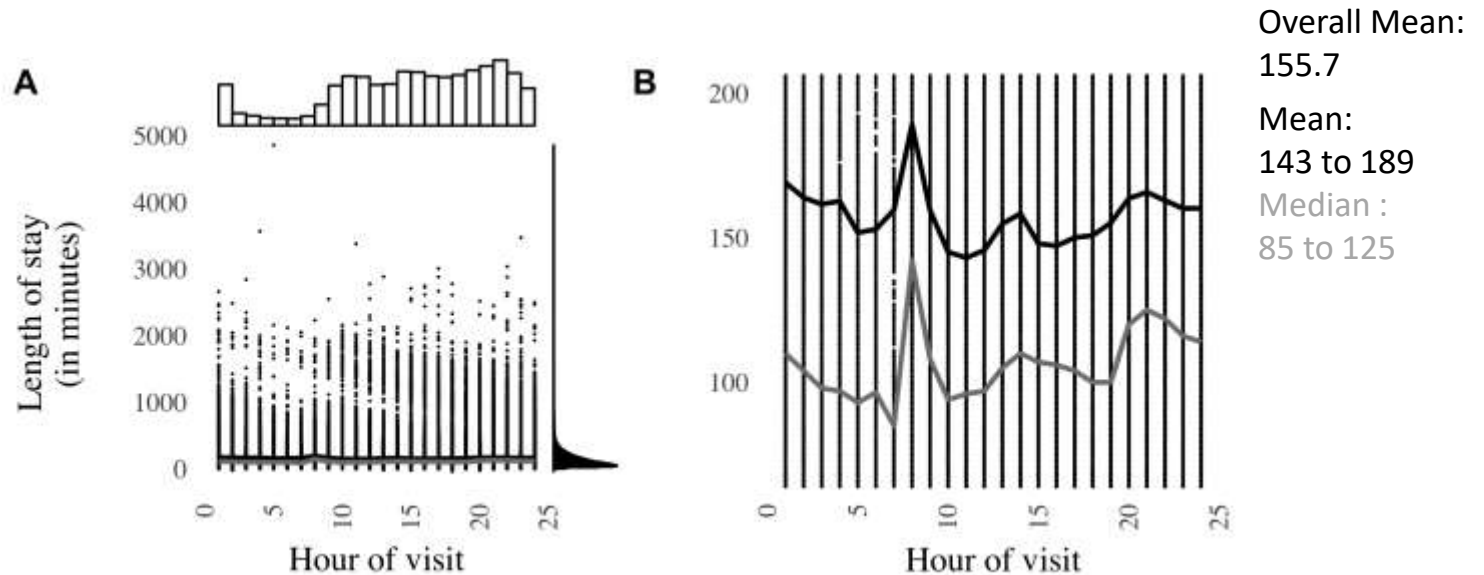 A
5000
4000
3000
2000
1000
0
Length of stay
(in minutes)
0 5 10 15 20 25
Hour of visit
B
200
150
100
0 5 10 15 20 25
Hour of visit
Overall Mean:
155.7
Mean:
143 to 189
Median :
85 to 125